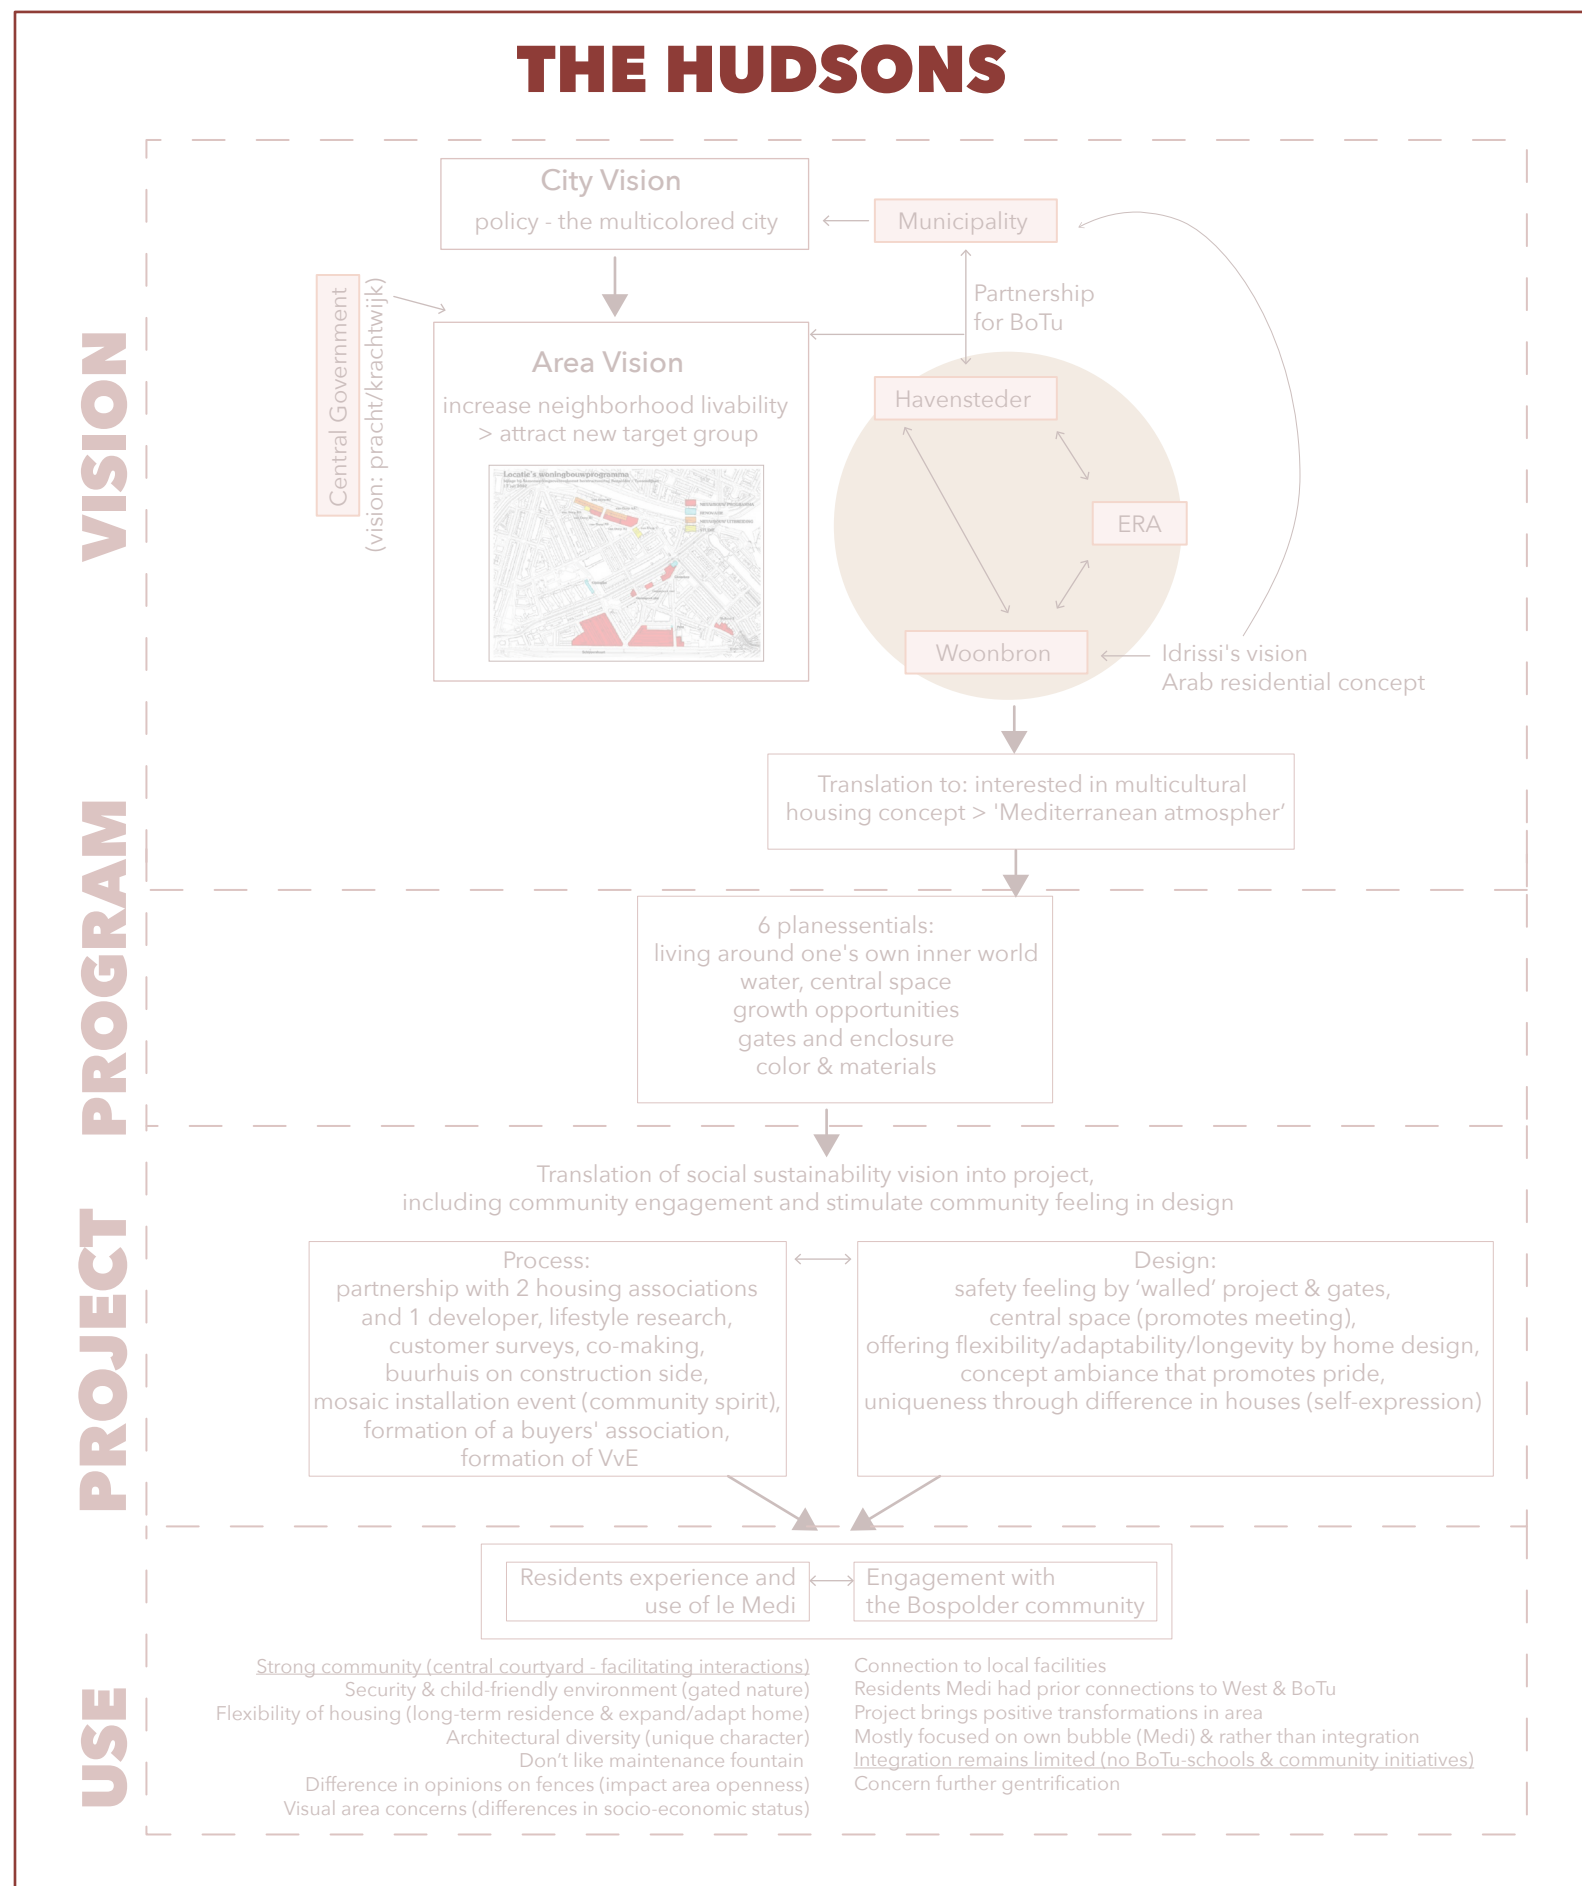 THE HUDSONS
VISION
City Vision
policy - the multicolored city
Municipality
Central Government
(vision: pracht/krachtwijk)
Partnership
for BoTu
Area Vision
increase neighborhood livability
> attract new target group
Locatie's woningbouwprogramma
Havensteder
ERA
Woonbron
Idrissi's vision
Arab residential concept
Translation to: interested in multicultural
housing concept > 'Mediterranean atmospher’
PROGRAM
6 planessentials:
living around one's own inner world
water, central space
growth opportunities
gates and enclosure
color & materials
PROJECT
Translation of social sustainability vision into project,
including community engagement and stimulate community feeling in design
Process:
partnership with 2 housing associations
and 1 developer, lifestyle research,
customer surveys, co-making,
buurhuis on construction side,
mosaic installation event (community spirit),
formation of a buyers' association,
formation of VvE
Design:
safety feeling by ‘walled‘ project & gates,
central space (promotes meeting),
offering flexibility/adaptability/longevity by home design,
concept ambiance that promotes pride,
uniqueness through difference in houses (self-expression)
USE
Residents experience and
use of le Medi
Engagement with
the Bospolder community
Strong community (central courtyard - facilitating interactions)
Security & child-friendly environment (gated nature)
Flexibility of housing (long-term residence & expand/adapt home)
Architectural diversity (unique character)
Don’t like maintenance fountain
Difference in opinions on fences (impact area openness)
Visual area concerns (differences in socio-economic status)
Connection to local facilities
Residents Medi had prior connections to West & BoTu
Project brings positive transformations in area
Mostly focused on own bubble (Medi) & rather than integration
Integration remains limited (no BoTu-schools & community initiatives)
Concern further gentrification